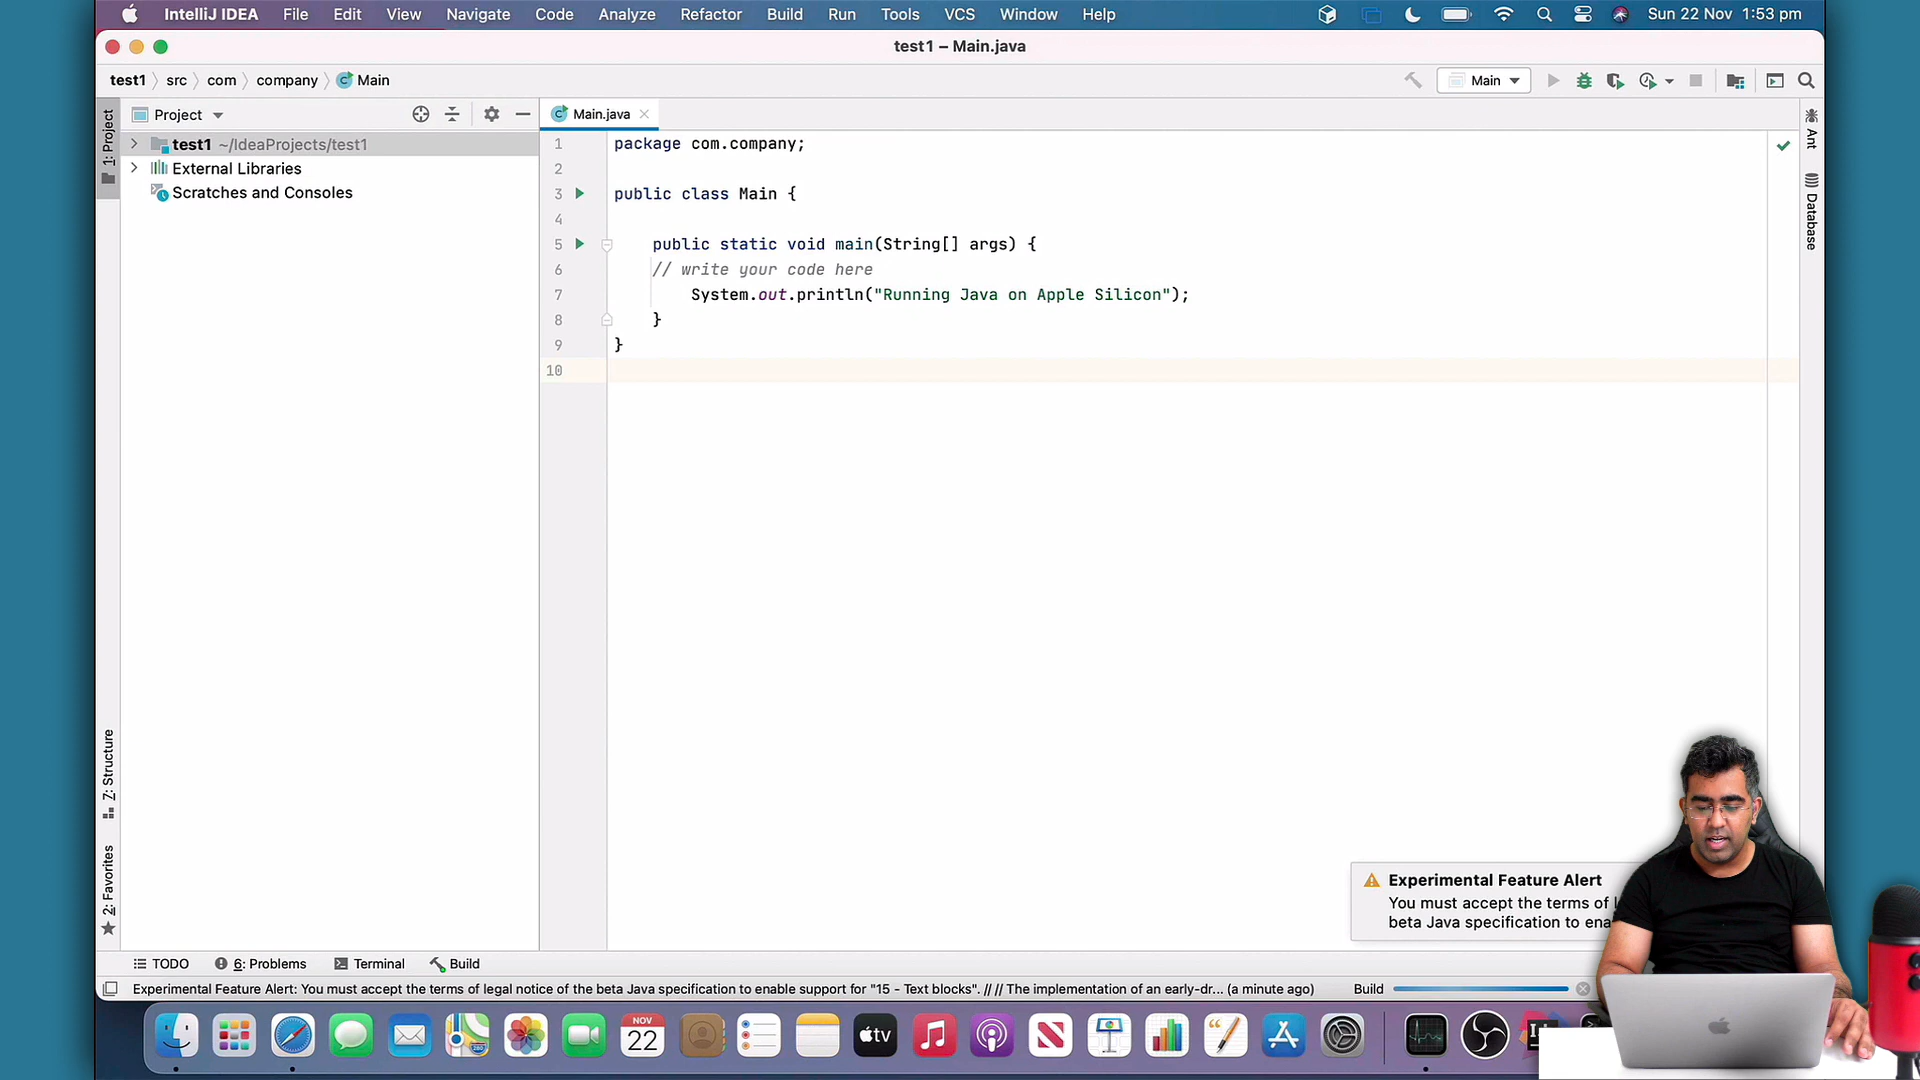 IntelliJ IDEA File Edit View Navigate Code Analyze Refactor Build Run Tools VCS Window Help Sun 22 Nov 1:53 pm
test1 – Main.java
test1 src com company Main
Main
1: Project
Project
Main.java
test1 ~/IdeaProjects/test1
External Libraries
Scratches and Consoles
1 package com.company;
2
3 public class Main {
4
5 public static void main(String[] args) {
6 // write your code here
7 System.out.println("Running Java on Apple Silicon");
8 }
9 }
10
Ant
Database
7: Structure
2: Favorites
Experimental Feature Alert
You must accept the terms of
beta Java specification to
TODO 6: Problems Terminal Build
Experimental Feature Alert: You must accept the terms of legal notice of the beta Java specification to enable support for "15 - Text blocks". // // The implementation of an early-dr... (a minute ago) Build
NOV
22
tv